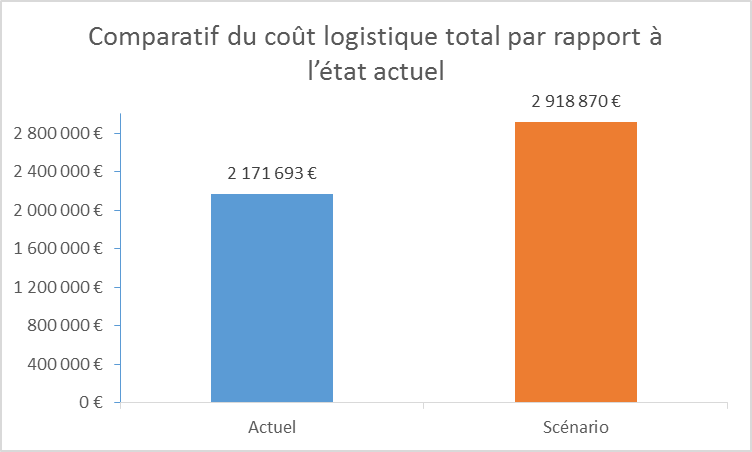 Comparatif du coût logistique total par rapport à
l’état actuel
2 918 870 €
2 800 000 €
2 171 693 €
2 400 000 €
2 000 000 €
1 600 000 €
1 200 000 €
800 000 €
400 000 €
0 €
Actuel
Scénario